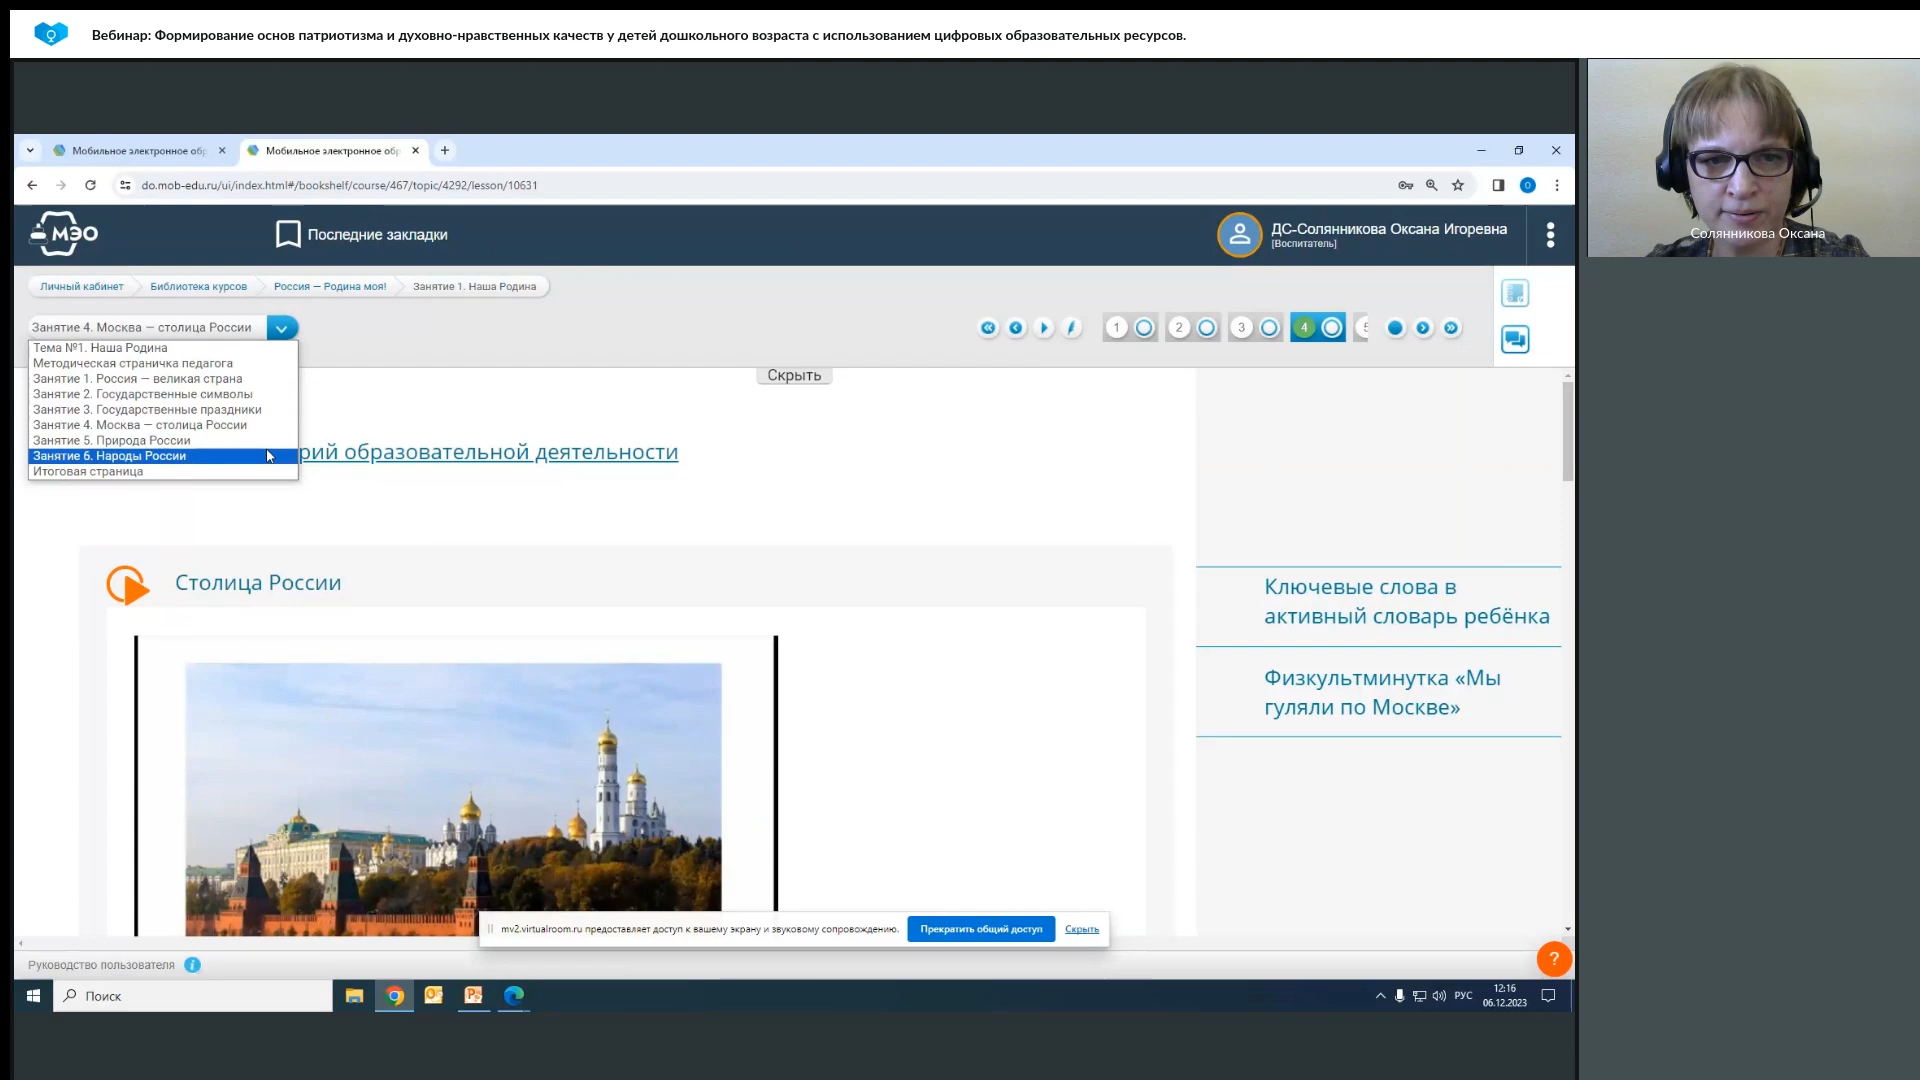 Вебинар: Формирование основ патриотизма и духовно-нравственных качеств у детей дошкольного возраста с использованием цифровых образовательных ресурсов.
Солянникова Оксана
Мобильное электронное обр
Мобильное электронное обр
do.mob-edu.ru/ui/index.html#/bookshelf/course/467/topic/4292/lesson/10631
МЭО
Последние закладки
ДС-Солянникова Оксана Игоревна
[Воспитатель]
Личный кабинет
Библиотека курсов
Россия — Родина моя!
Занятие 1. Наша Родина
Занятие 4. Москва — столица России
1
2
3
4
5
Тема №1. Наша Родина
Методическая страничка педагога
Занятие 1. Россия — великая страна
Занятие 2. Государственные символы
Занятие 3. Государственные праздники
Занятие 4. Москва — столица России
Занятие 5. Природа России
Занятие 6. Народы России
Итоговая страница
Скрыть
рий образовательной деятельности
Столица России
Ключевые слова в
активный словарь ребёнка
Физкультминутка «Мы
гуляли по Москве»
mv2.virtualroom.ru предоставляет доступ к вашему экрану и звуковому сопровождению.
Прекратить общий доступ
Скрыть
Руководство пользователя
?
Поиск
РУС
12:16
06.12.2023